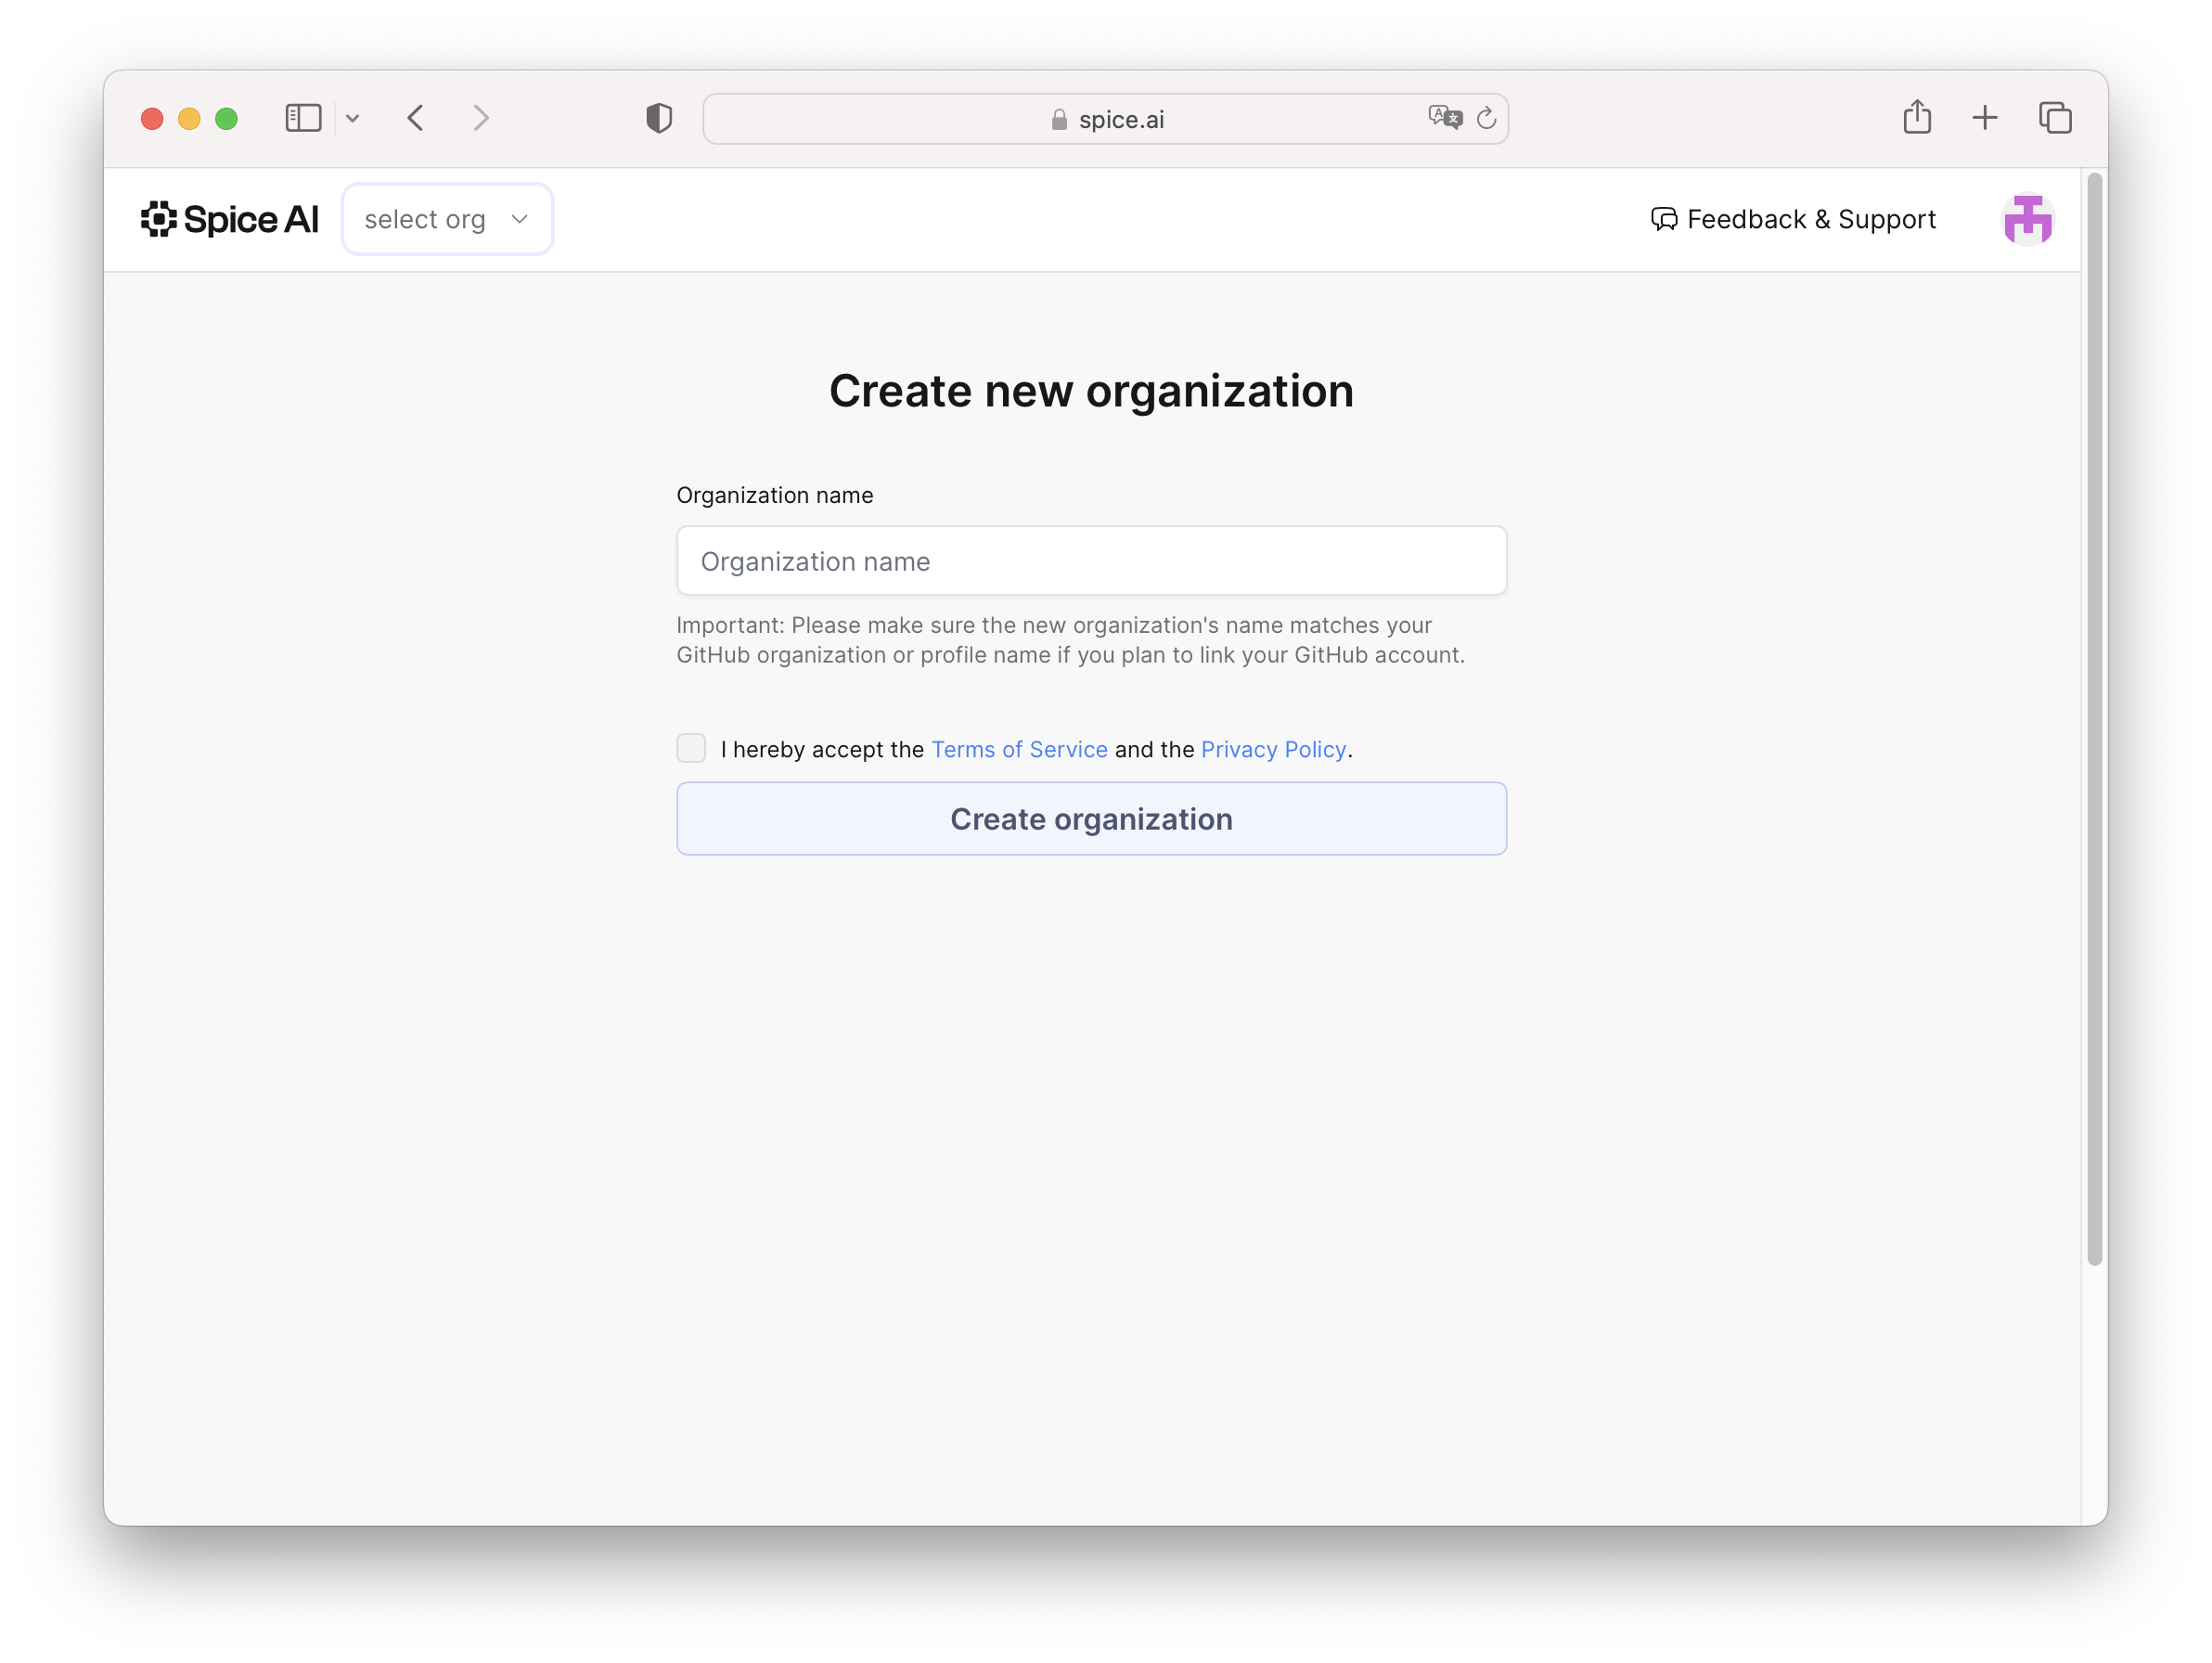 spice.ai
Spice AI
select org
Feedback & Support
Create new organization
Organization name
Organization name
Important: Please make sure the new organization's name matches your
GitHub organization or profile name if you plan to link your GitHub account.
I hereby accept the Terms of Service and the Privacy Policy.
Create organization